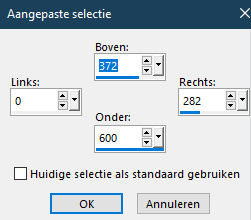 Aangepaste selectie
Boven:
372
Links:
0
Rechts:
282
Onder:
600
Huidige selectie als standaard gebruiken
OK
Annuleren